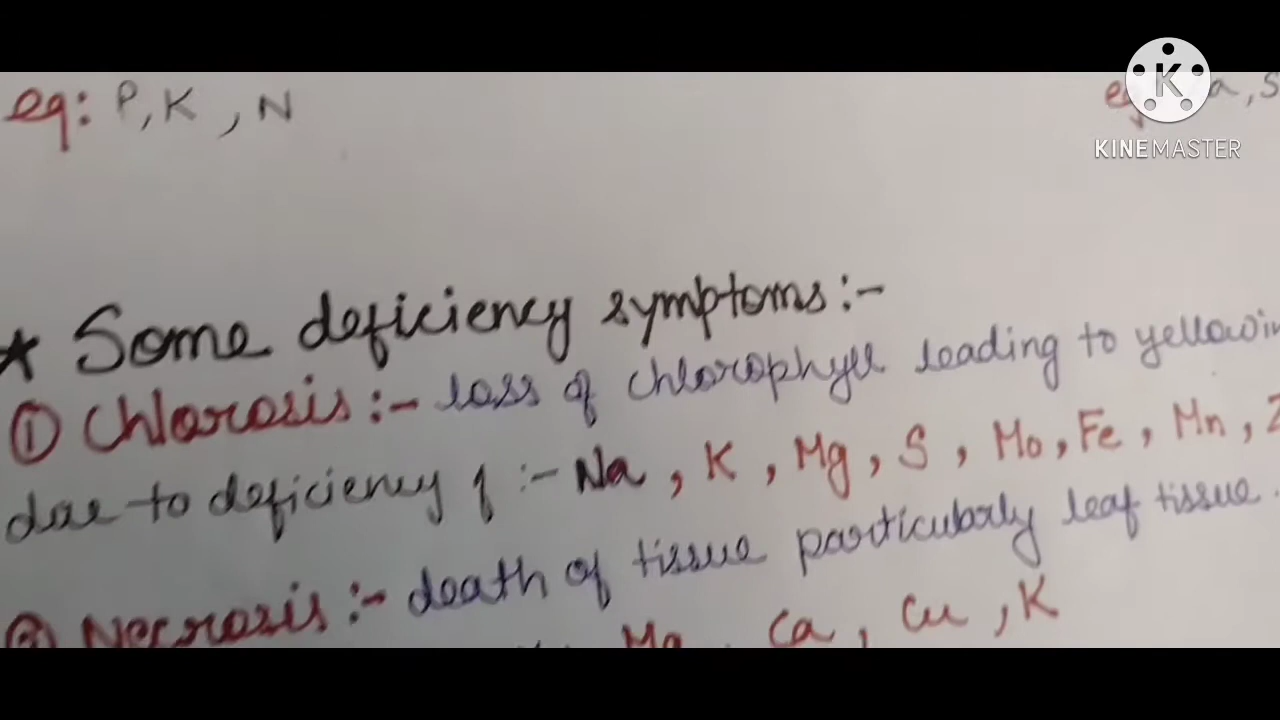 eg: P, K, N
a, S
KINEMASTER
★ Some deficiency symptoms:-
① Chlorosis:- loss of chlorophyll leading to
due to deficiency of :- Na, K, Mg, S, Mo, Fe, Mn,
② Necrosis:- death of tissue particularly leaf tissue.
Mg, Ca, Cu, K